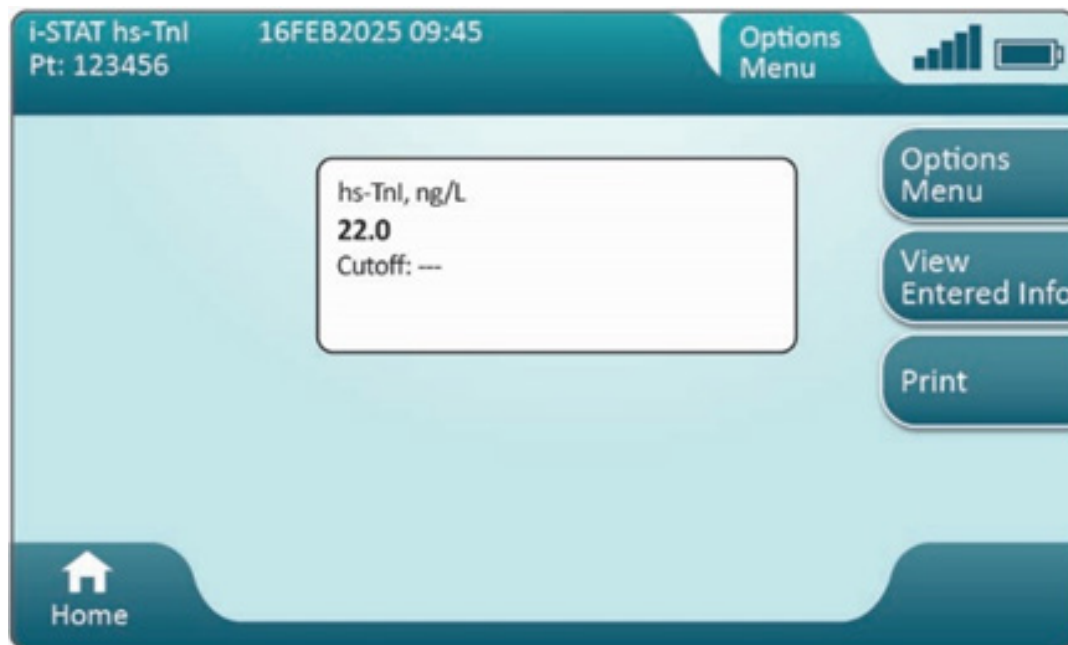 i-STAT hs-TnI 16FEB2025 09:45
Pt: 123456
Options
Menu
hs-TnI, ng/L
22.0
Cutoff: ---
Options
Menu
View
Entered Info
Print
Home